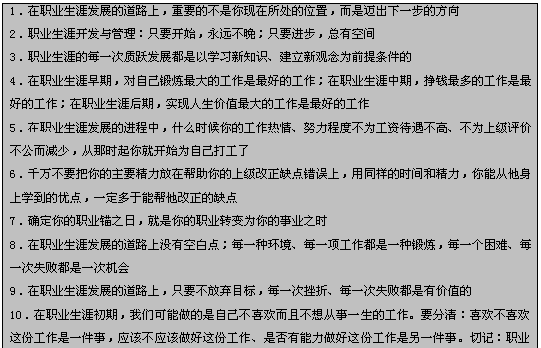 1．在职业生涯发展的道路上，重要的不是你现在所处的位置，而是迈出下一步的方向
2．职业生涯开发与管理：只要开始，永远不晚；只要进步，总有空间
3．职业生涯的每一次质跃发展都是以学习新知识、建立新观念为前提条件的
4．在职业生涯早期，对自己锻炼最大的工作是最好的工作；在职业生涯中期，挣钱最多的工作是最
好的工作；在职业生涯后期，实现人生价值最大的工作是最好的工作
5．在职业生涯发展的进程中，什么时候你的工作热情、努力程度不为工资待遇不高、不为上级评价
不公而减少，从那时起你就开始为自己打工了
6．千万不要把你的主要精力放在帮助你的上级改正缺点错误上，用同样的时间和精力，你能从他身
上学到的优点，一定多于能帮他改正的缺点
7．确定你的职业锚之日，就是你的职业转变为你的事业之时
8．在职业生涯发展的道路上没有空白点；每一种环境、每一项工作都是一种锻炼，每一个困难、每
一次失败都是一次机会
9．在职业生涯发展的道路上，只要不放弃目标，每一次挫折、每一次失败都是有价值的
10．在职业生涯初期，我们可能做的是自己不喜欢而且不想从事一生的工作。要分清：喜欢不喜欢
这份工作是一件事，应该不应该做好这份工作、是否有能力做好这份工作是另一件事。切记：职业